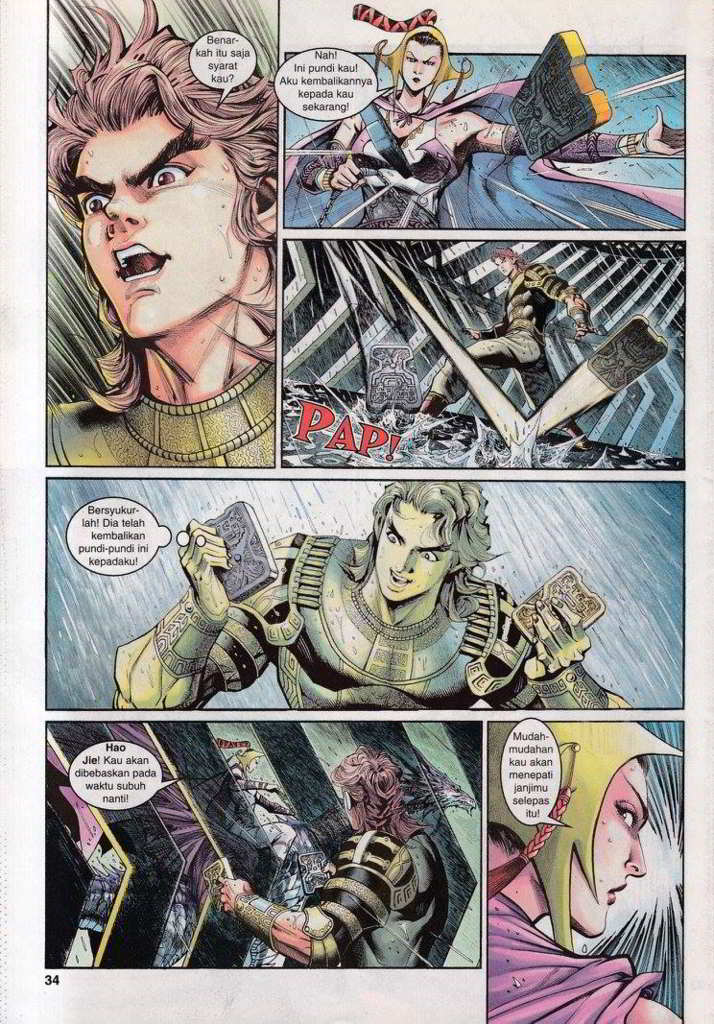 Benar-
kah itu saja
syarat
kau?
Nah!
Ini pundi kau!
Aku kembalikannya
kepada kau
sekarang!
PAP!
Bersyukur-
lah! Dia telah
kembalikan
pundi-pundi ini
kepadaku!
Hao
Jie! Kau akan
dibebaskan pada
waktu subuh
nanti!
Mudah-
mudahan
kau akan
menepati
janjimu
selepas
itu!
34